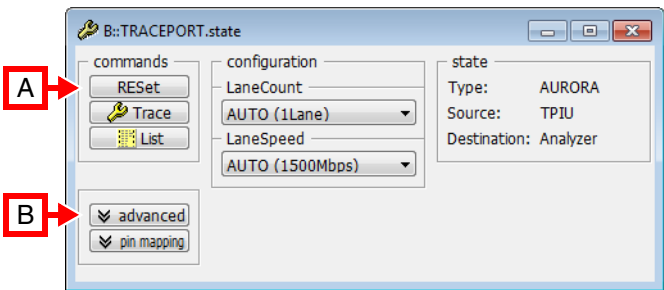 B::TRACEPORT.state
commands
configuration
state
A
RESet
LaneCount
Type: AURORA
Trace
AUTO (1Lane)
Source: TPIU
List
LaneSpeed
Destination: Analyzer
AUTO (1500Mbps)
B
advanced
pin mapping